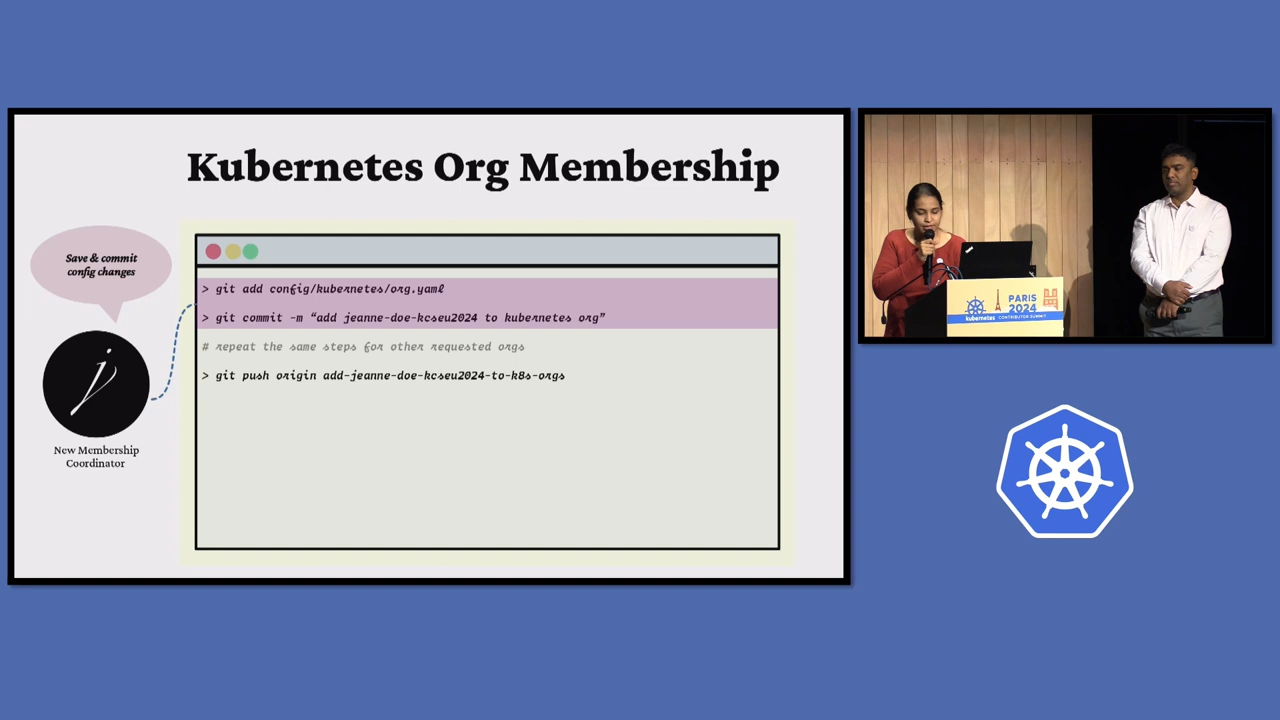 Kubernetes Org Membership
Save & commit
config changes
> git add config/kubernetes/org.yaml
> git commit -m “add jeanne-doe-kcseu2024 to kubernetes org”
# repeat the same steps for other requested orgs
> git push origin add-jeanne-doe-kcseu2024-to-k8s-orgs
j
New Membership
Coordinator
PARIS
2024
kubernetes CONTRIBUTOR SUMMIT